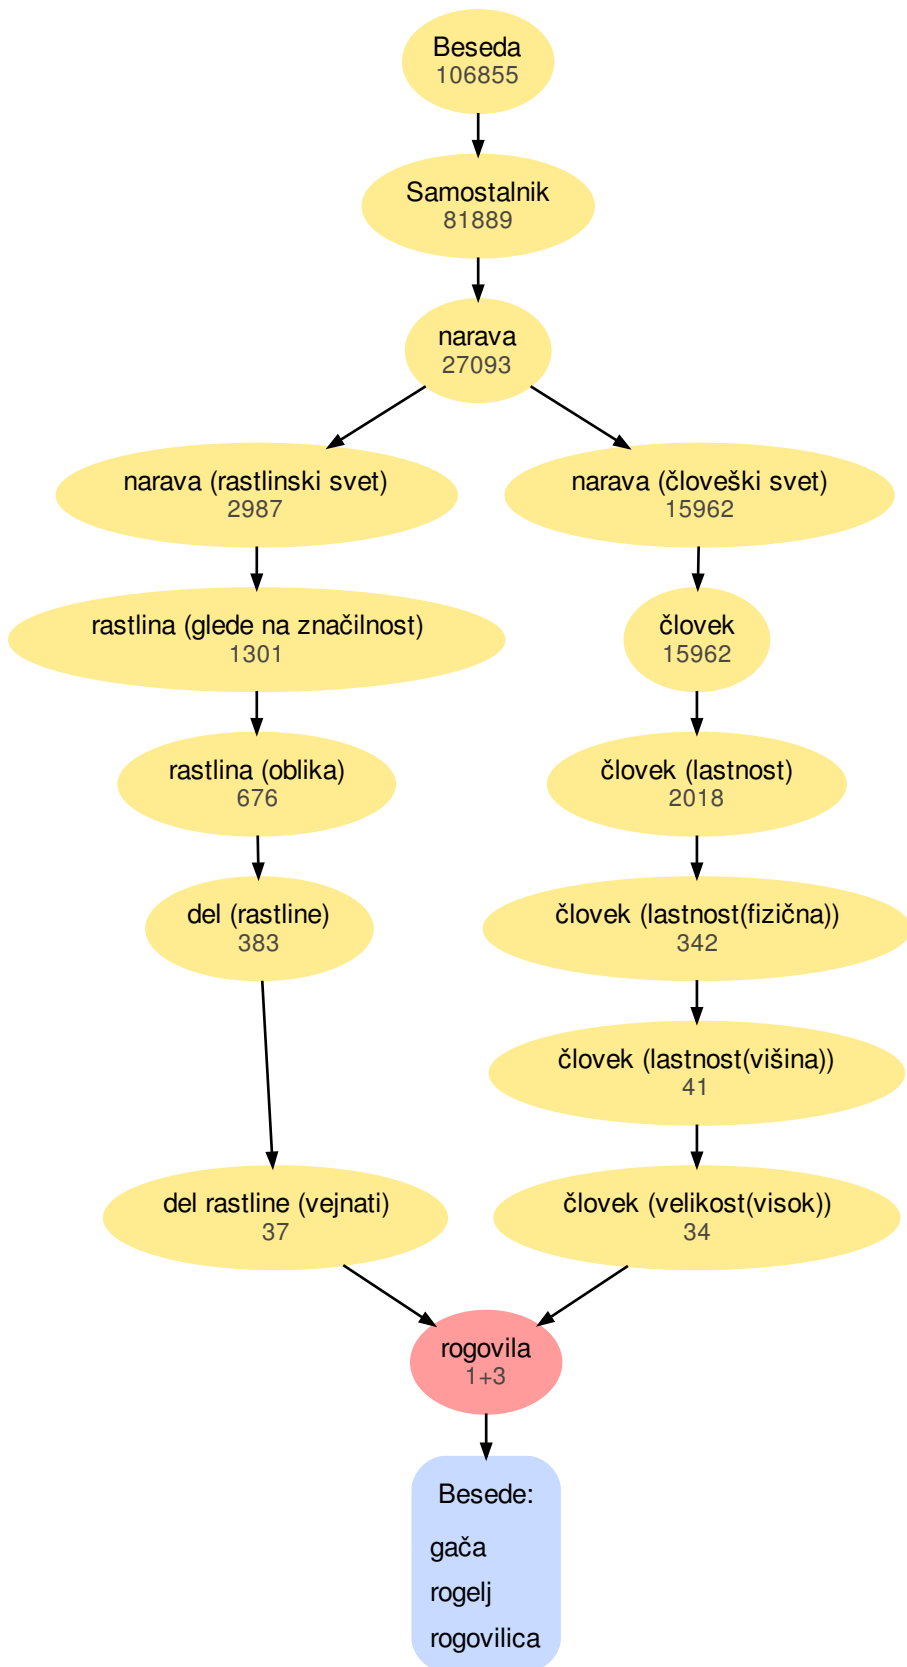 Beseda
106855
Samostalnik
81889
narava
27093
narava (rastlinski svet)
2987
narava (človeški svet)
15962
rastlina (glede na značilnost)
1301
človek
15962
rastlina (oblika)
676
človek (lastnost)
2018
del (rastline)
383
človek (lastnost(fizična))
342
človek (lastnost(višina))
41
del rastline (vejnati)
37
človek (velikost(visok))
34
rogovila
1+3
Besede:
gača
rogelj
rogovilica